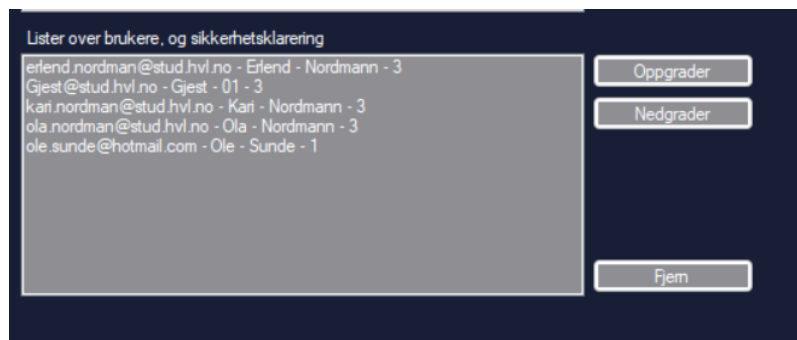 Lister over brukere, og sikkerhetsklarering
erlend.nordman@stud.hvl.no - Erlend - Nordmann - 3
Gjest@stud.hvl.no - Gjest - 01 - 3
kari.nordman@stud.hvl.no - Kari - Nordmann - 3
ola.nordman@stud.hvl.no - Ola - Nordmann - 3
ole.sunde@hotmail.com - Ole - Sunde - 1
Oppgrader
Nedgrader
Fjern